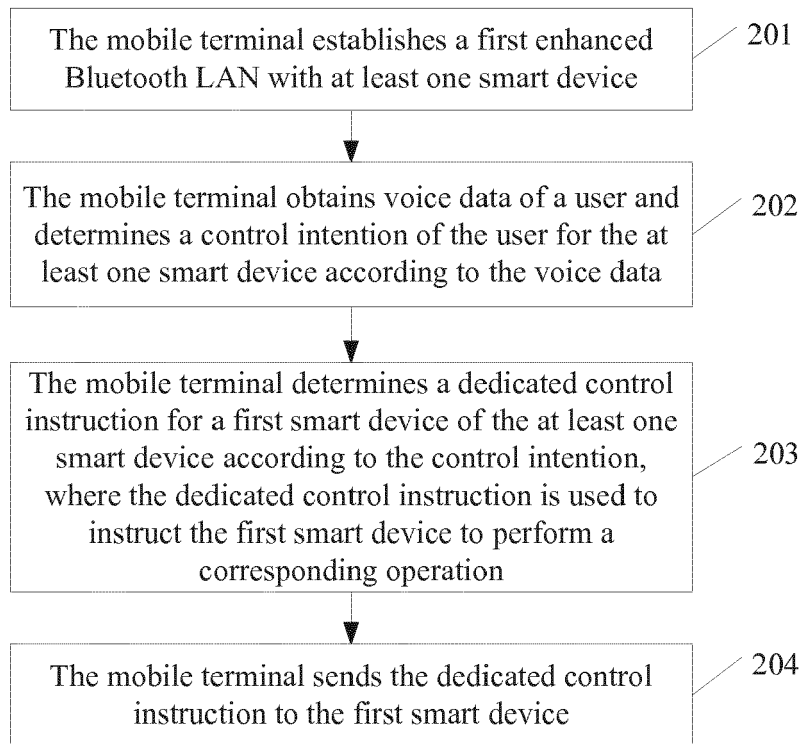 The mobile terminal establishes a first enhanced
Bluetooth LAN with at least one smart device
201
The mobile terminal obtains voice data of a user and
determines a control intention of the user for the at
least one smart device according to the voice data
202
The mobile terminal determines a dedicated control
instruction for a first smart device of the at least one
smart device according to the control intention,
where the dedicated control instruction is used to
instruct the first smart device to perform a
corresponding operation
203
The mobile terminal sends the dedicated control
instruction to the first smart device
204